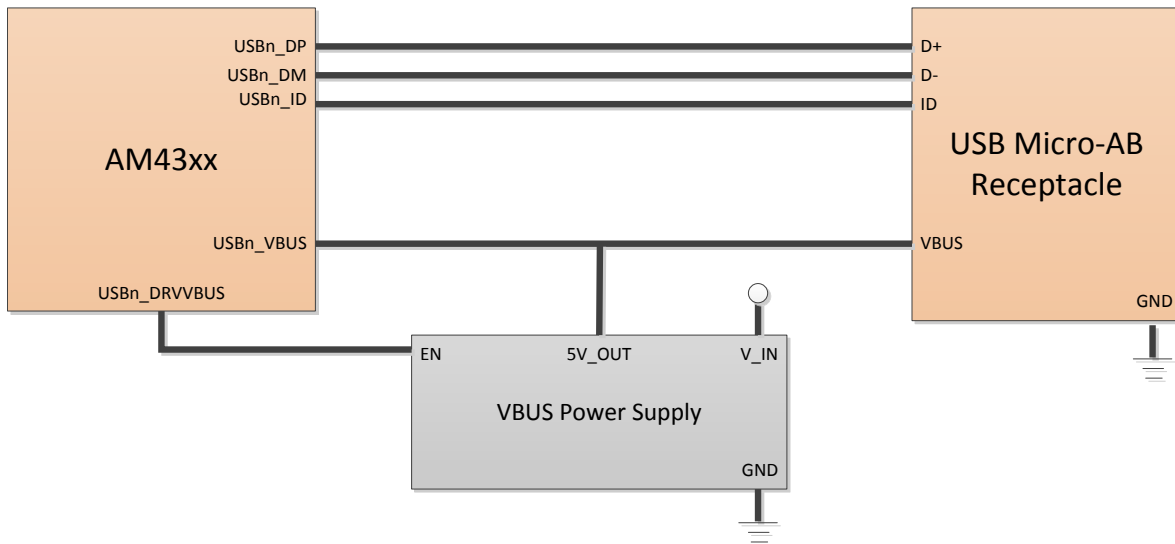 USBn_DP
USBn_DM
USBn_ID
AM43xx
USBn_VBUS
USBn_DRVVBUS
D+
D-
ID
USB Micro-AB
Receptacle
VBUS
GND
EN
5V_OUT
V_IN
VBUS Power Supply
GND